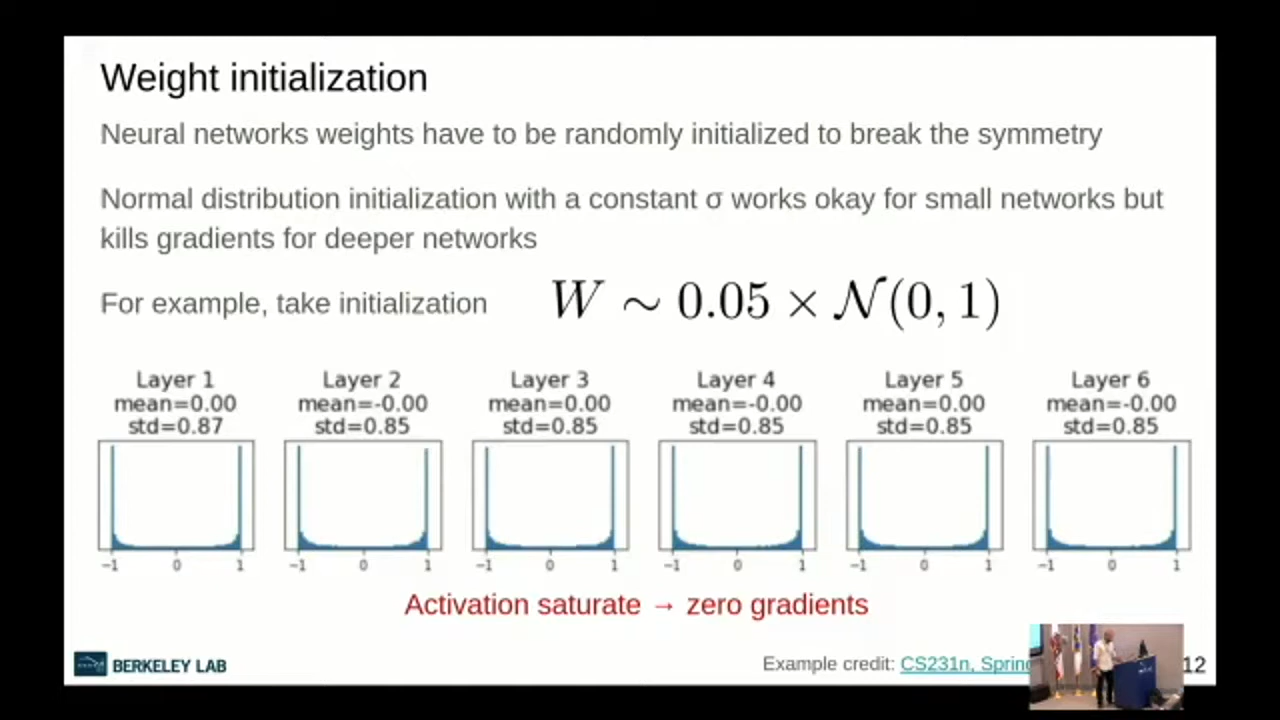 Weight initialization
Neural networks weights have to be randomly initialized to break the symmetry
Normal distribution initialization with a constant σ works okay for small networks but
kills gradients for deeper networks
For example, take initialization W ∼ 0.05 × 𝒩(0, 1)
Layer 1 Layer 2 Layer 3 Layer 4 Layer 5 Layer 6
mean=0.00 mean=-0.00 mean=0.00 mean=-0.00 mean=0.00 mean=-0.00
std=0.87 std=0.85 std=0.85 std=0.85 std=0.85 std=0.85
−1 0 1 −1 0 1 −1 0 1 −1 0 1 −1 0 1 −1 0 1
Activation saturate → zero gradients
BERKELEY LAB Example credit: CS231n, 12